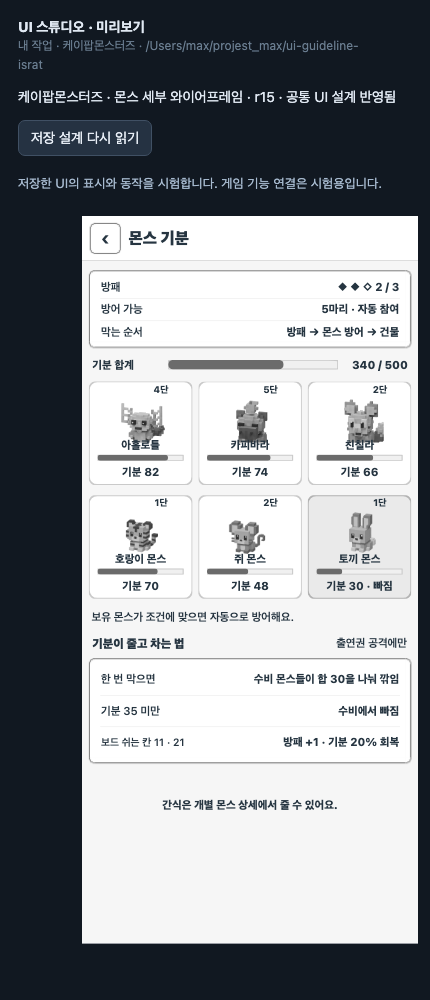 UI 스튜디오 · 미리보기
내 작업 · 케이팝몬스터즈 · /Users/max/projest_max/ui-guideline-
israt
케이팝몬스터즈 · 몬스 세부 와이어프레임 · r15 · 공통 UI 설계 반영됨
저장 설계 다시 읽기
저장한 UI의 표시와 동작을 시험합니다. 게임 기능 연결은 시험용입니다.
‹ 몬스 기분
방패 ◆ ◆ ◇ 2 / 3
방어 가능 5마리 · 자동 참여
막는 순서 방패 → 몬스 방어 → 건물
기분 합계 340 / 500
4단 5단 2단
아홀로틀 카피바라 친칠라
기분 82 기분 74 기분 66
1단 2단 1단
호랑이 몬스 쥐 몬스 토끼 몬스
기분 70 기분 48 기분 30 · 빠짐
보유 몬스가 조건에 맞으면 자동으로 방어해요.
기분이 줄고 차는 법 출연권 공격에만
한 번 막으면 수비 몬스들이 합 30을 나눠 깎임
기분 35 미만 수비에서 빠짐
보드 쉬는 칸 11 · 21 방패 +1 · 기분 20% 회복
간식은 개별 몬스 상세에서 줄 수 있어요.